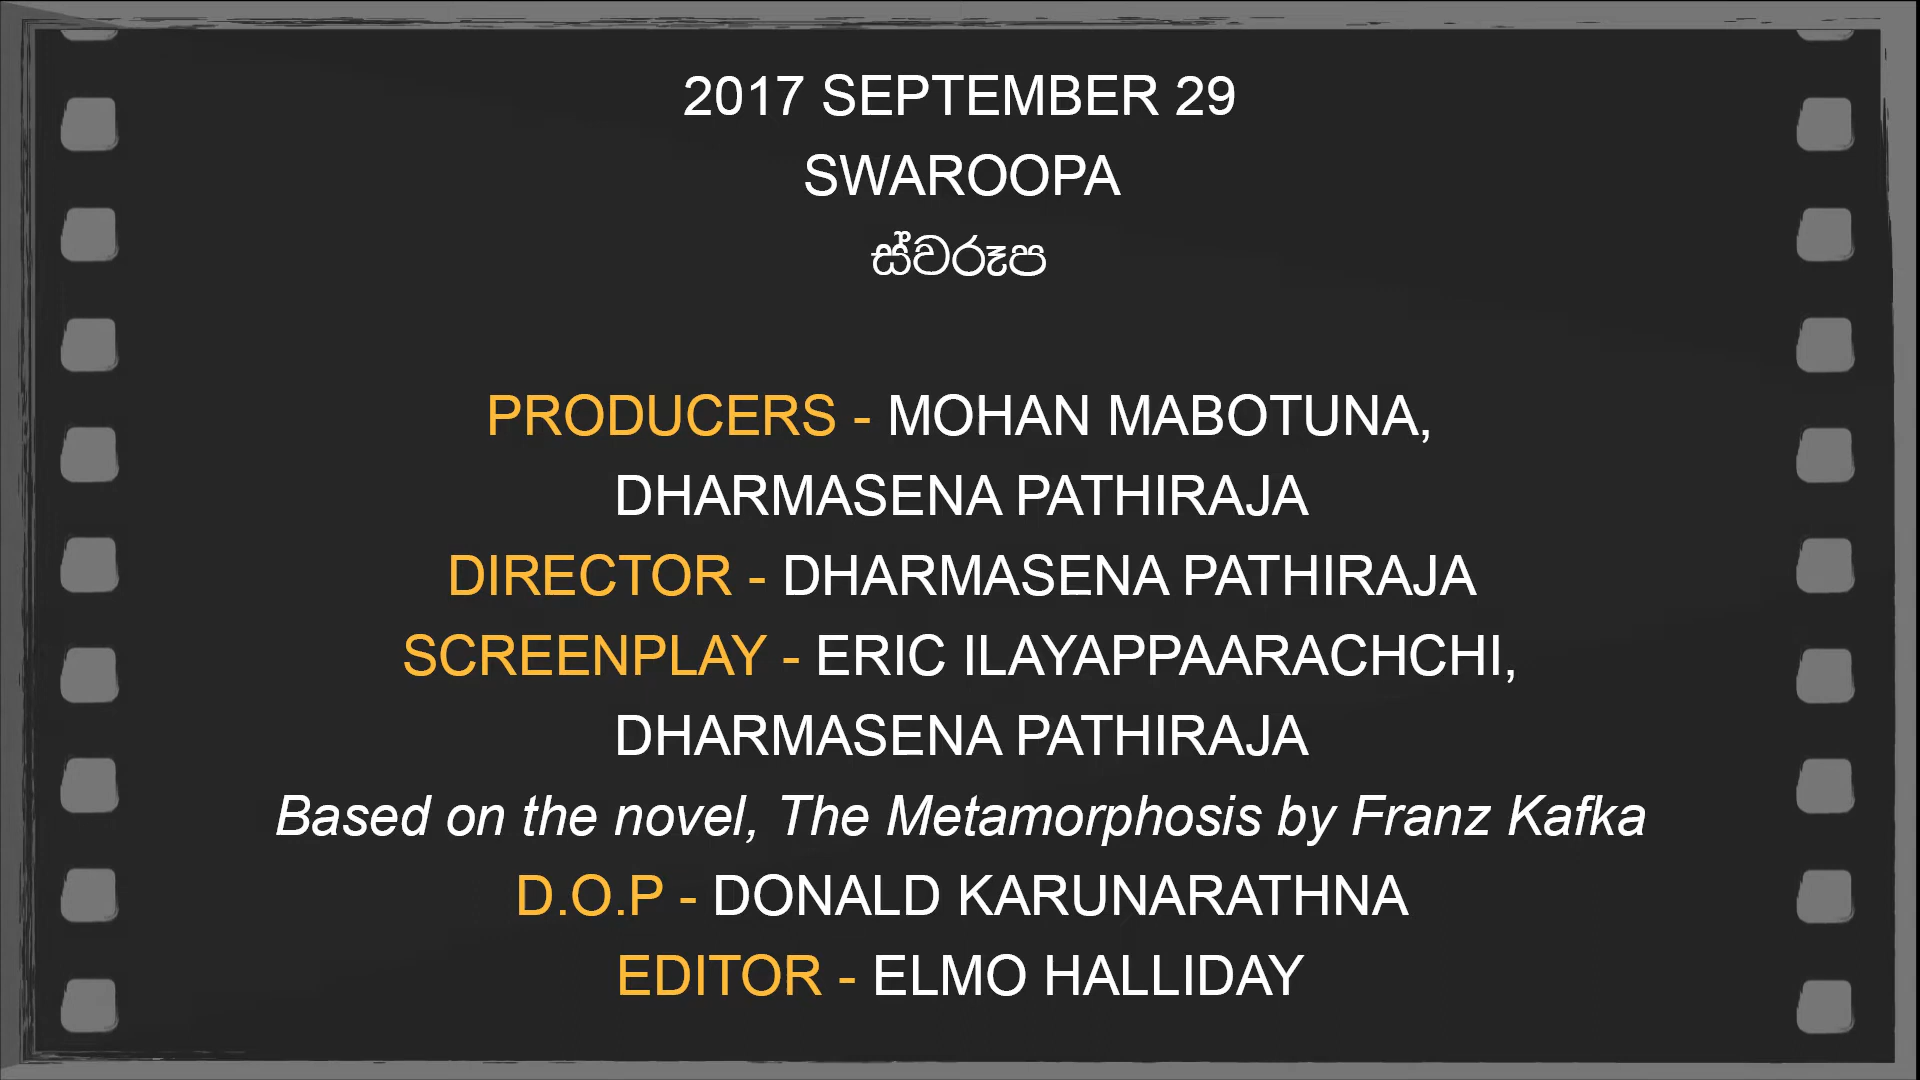 2017 SEPTEMBER 29
SWAROOPA
ස්වරූප
PRODUCERS - MOHAN MABOTUNA,
DHARMASENA PATHIRAJA
DIRECTOR - DHARMASENA PATHIRAJA
SCREENPLAY - ERIC ILAYAPPAARACHCHI,
DHARMASENA PATHIRAJA
Based on the novel, The Metamorphosis by Franz Kafka
D.O.P - DONALD KARUNARATHNA
EDITOR - ELMO HALLIDAY